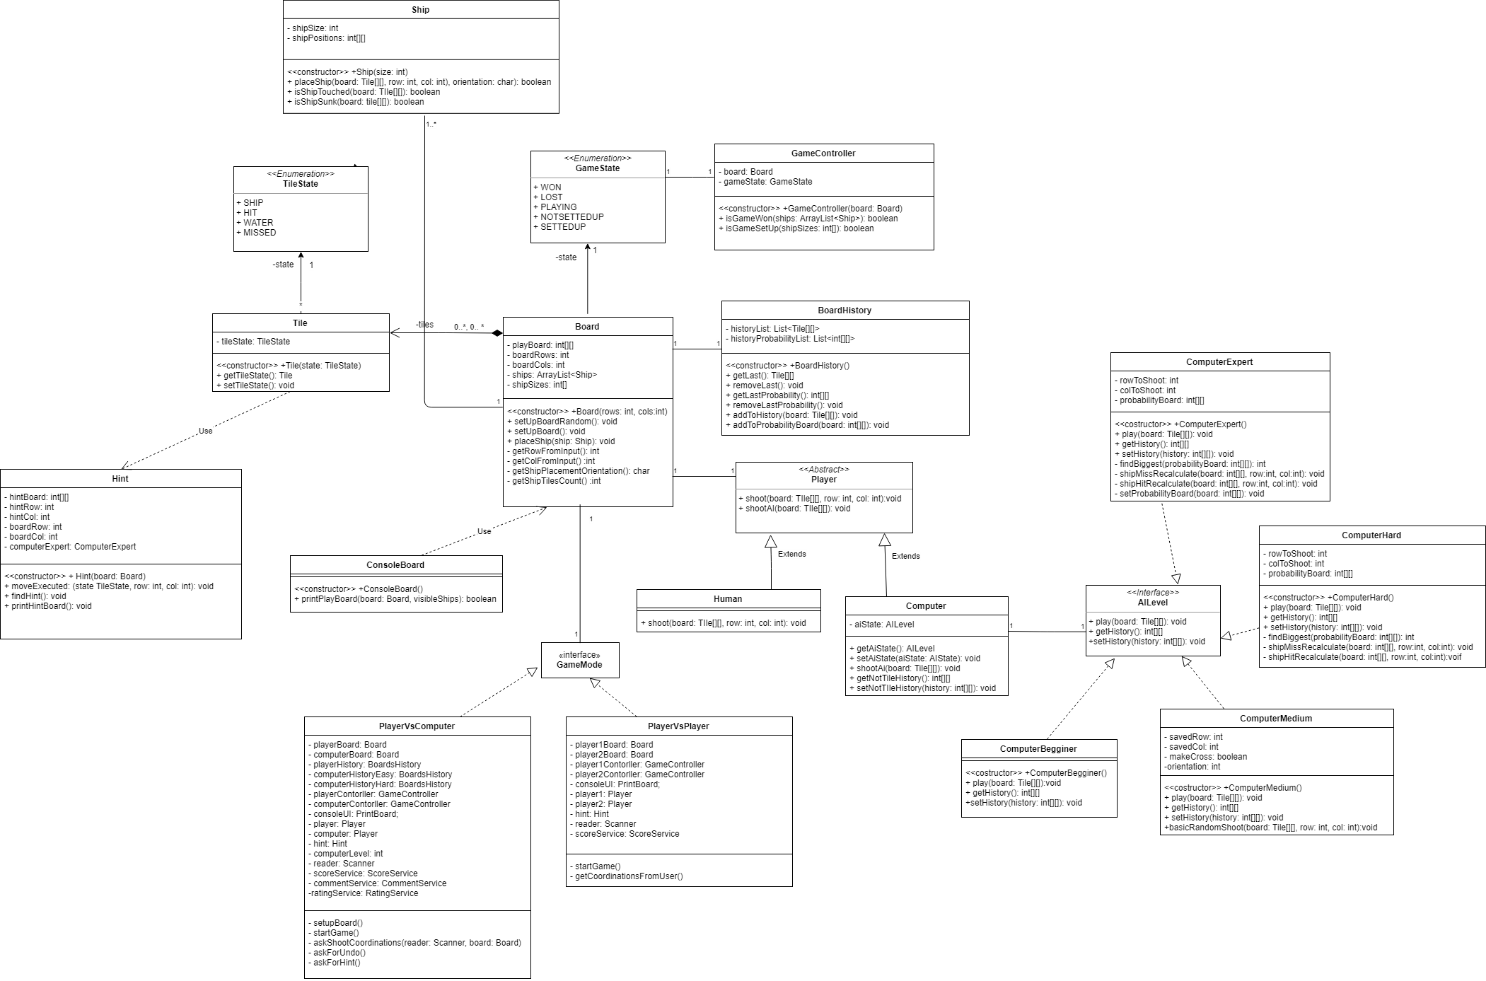 Ship
- shipSize: int
- shipPositions: int[][]
<<constructor>> +Ship(size: int)
+ placeShip(board: Tile[][], row: int, col: int), orientation: char): boolean
+ isShipTouched(board: TIle[][]): boolean
+ isShipSunk(board: tile[][]): boolean
1..*
<<Enumeration>>
TileState
+ SHIP
+ HIT
+ WATER
+ MISSED
-state
1
*
<<Enumeration>>
GameState
+ WON
+ LOST
+ PLAYING
+ NOTSETTEDUP
+ SETTEDUP
1
1
-state
1
GameController
- board: Board
- gameState: GameState
<<constructor>> +GameController(board: Board)
+ isGameWon(ships: ArrayList<Ship>): boolean
+ isGameSetUp(shipSizes: int[]): boolean
Tile
- tileState: TileState
<<constructor>> +Tile(state: TileState)
+ getTileState(): Tile
+ setTileState(): void
-tiles
0..*, 0.. *
Use
Board
- playBoard: int[][]
- boardRows: int
- boardCols: int
- ships: ArrayList<Ship>
- shipSizes: int[]
<<constructor>> +Board(rows: int, cols:int)
+ setUpBoardRandom(): void
+ setUpBoard(): void
+ placeShip(ship: Ship): void
- getRowFromInput(): int
- getColFromInput() :int
- getShipPlacementOrientation(): char
- getShipTilesCount() :int
1
1
1
1
1
1
BoardHistory
- historyList: List<Tile[][]>
- historyProbabilityList: List<int[][]>
<<constructor>> +BoardHistory()
+ getLast(): Tile[][]
+ removeLast(): void
+ getLastProbability(): int[][]
+ removeLastProbability(): void
+ addToHistory(board: Tile[][]): void
+ addToProbabilityBoard(board: int[][]): void
ComputerExpert
- rowToShoot: int
- colToShoot: int
- probabilityBoard: int[][]
<<costructor>> +ComputerExpert()
+ play(board: Tile[][]): void
+ getHistory(): int[][]
+ setHistory(history: int[][]): void
- findBiggest(probabilityBoard: int[][]): int
- shipMissRecalculate(board: int[][], row:int, col:int): void
- shipHitRecalculate(board: int[][], row:int, col:int): void
- setProbabilityBoard(board: int[][]): void
Hint
- hintBoard: int[][]
- hintRow: int
- hintCol: int
- boardRow: int
- boardCol: int
- computerExpert: ComputerExpert
<<constructor>> + Hint(board: Board)
+ moveExecuted: (state TileState, row: int, col: int): void
+ findHint(): void
+ printHintBoard(): void
<<Abstract>>
Player
+ shoot(board: TIle[][], row: int, col: int):void
+ shootAI(board: TIle[][]): void
Extends
Extends
Use
ConsoleBoard
<<constructor>> +ConsoleBoard()
+ printPlayBoard(board: Board, visibleShips): boolean
ComputerHard
- rowToShoot: int
- colToShoot: int
- probabilityBoard: int[][]
<<costructor>> +ComputerHard()
+ play(board: Tile[][]): void
+ getHistory(): int[][]
+ setHistory(history: int[][]): void
- findBiggest(probabilityBoard: int[][]): int
- shipMissRecalculate(board: int[][], row:int, col:int): void
- shipHitRecalculate(board: int[][], row:int, col:int):voif
Human
+ shoot(board: TIle[][], row: int, col: int): void
Computer
- aiState: AILevel
+ getAiState(): AILevel
+ setAiState(aiState: AIState): void
+ shootAi(board: Tile[][]): void
+ getNotTileHistory(): int[][]
+ setNotTIleHistory(history: int[][]): void
1
1
<<Interface>>
AILevel
+ play(board: Tile[][]): void
+ getHistory(): int[][]
+setHistory(history: int[][]): void
1
«interface»
GameMode
PlayerVsComputer
- playerBoard: Board
- computerBoard: Board
- playerHistory: BoardsHistory
- computerHistoryEasy: BoardsHistory
- computerHistoryHard: BoardsHistory
- playerContorller: GameController
- computerContorller: GameController
- consoleUI: PrintBoard;
- player: Player
- computer: Player
- hint: Hint
- computerLevel: int
- reader: Scanner
- scoreService: ScoreService
- commentService: CommentService
-ratingService: RatingService
- setupBoard()
- startGame()
- askShootCoordinations(reader: Scanner, board: Board)
- askForUndo()
- askForHint()
PlayerVsPlayer
- player1Board: Board
- player2Board: Board
- player1Contorller: GameController
- player2Contorller: GameController
- consoleUI: PrintBoard;
- player1: Player
- player2: Player
- hint: Hint
- reader: Scanner
- scoreService: ScoreService
- startGame()
- getCoordinationsFromUser()
ComputerBegginer
<<costructor>> +ComputerBegginer()
+ play(board: Tile[][]):void
+ getHistory(): int[][]
+setHistory(history: int[][]): void
ComputerMedium
- savedRow: int
- savedCol: int
- makeCross: boolean
-orientation: int
<<costructor>> +ComputerMedium()
+ play(board: Tile[][]): void
+ getHistory(): int[][]
+ setHistory(history: int[][]): void
+basicRandomShoot(board: Tile[][], row: int, col: int):void